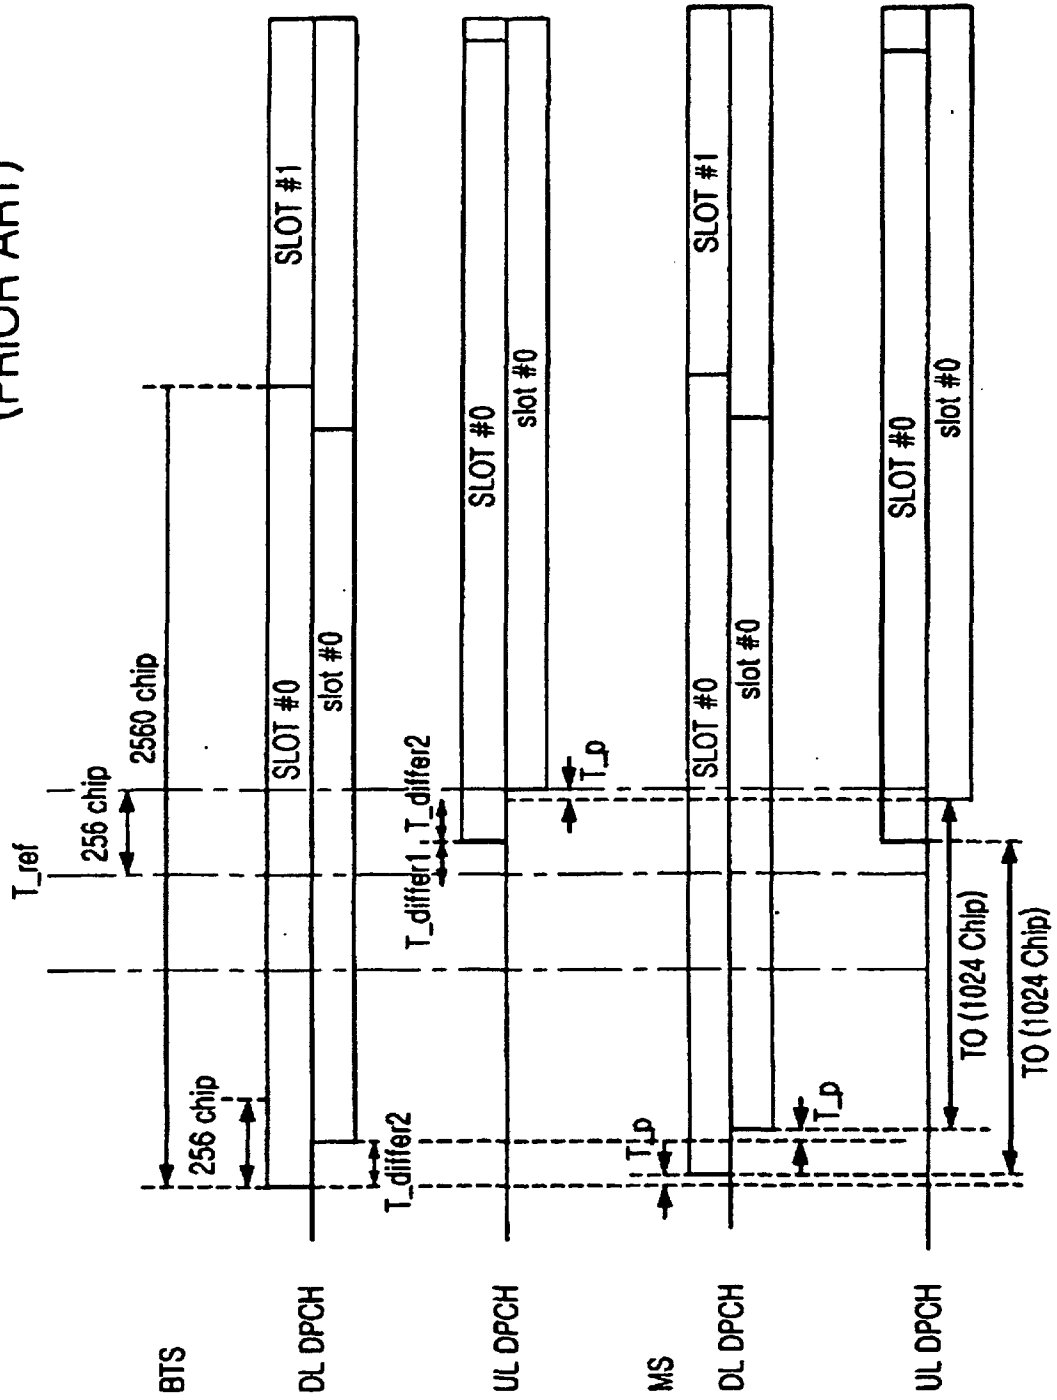 (PRIOR ART)
T_ref
256 chip
2560 chip
256 chip
BTS
DL DPCH
SLOT #0
SLOT #1
slot #0
T_differ2
T_differ1
T_differ2
UL DPCH
SLOT #0
slot #0
T_p
T_p
MS
DL DPCH
SLOT #0
SLOT #1
slot #0
T_p
UL DPCH
SLOT #0
slot #0
TO (1024 Chip)
TO (1024 Chip)